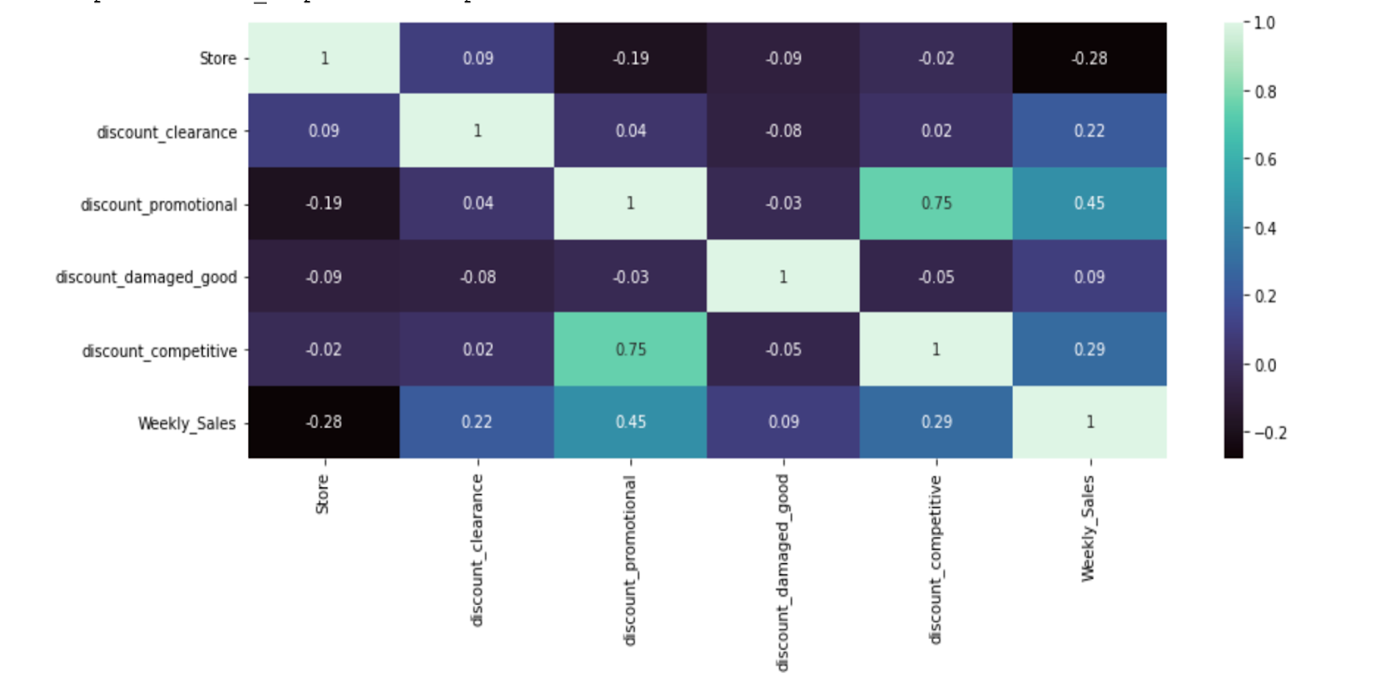 Store 1 0.09 -0.19 -0.09 -0.02 -0.28
discount_clearance 0.09 1 0.04 -0.08 0.02 0.22
discount_promotional -0.19 0.04 1 -0.03 0.75 0.45
discount_damaged_good -0.09 -0.08 -0.03 1 -0.05 0.09
discount_competitive -0.02 0.02 0.75 -0.05 1 0.29
Weekly_Sales -0.28 0.22 0.45 0.09 0.29 1
Store
discount_clearance
discount_promotional
discount_damaged_good
discount_competitive
Weekly_Sales
1.0
0.8
0.6
0.4
0.2
0.0
−0.2